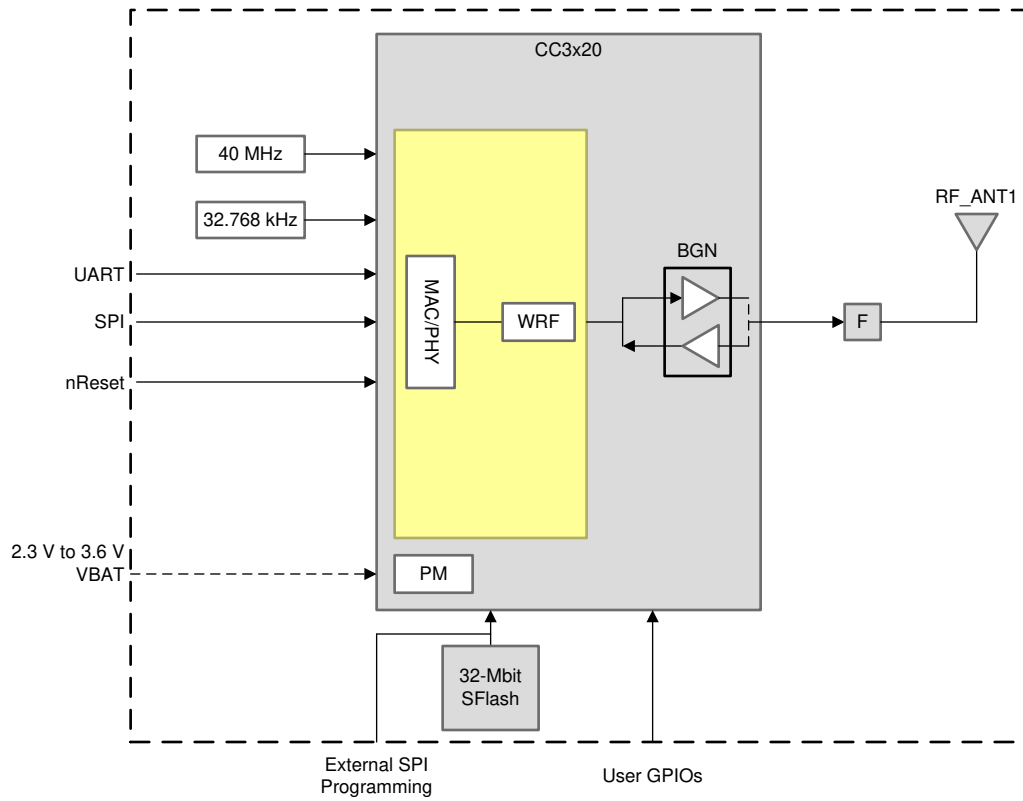 CC3x20
40 MHz
32.768 kHz
RF_ANT1
BGN
UART
SPI
nReset
MAC/PHY
WRF
F
2.3 V to 3.6 V
VBAT
PM
32-Mbit
SFlash
External SPI
Programming
User GPIOs